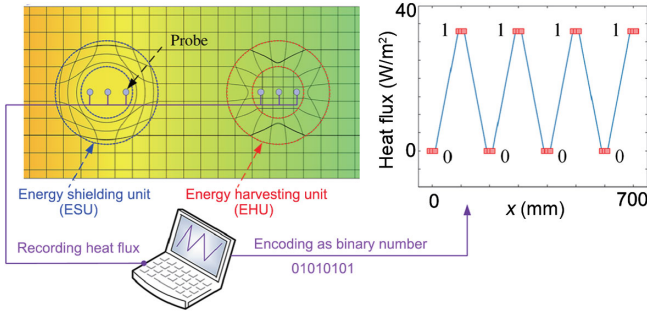 Probe
Energy shielding unit
(ESU)
Energy harvesting unit
(EHU)
Recording heat flux
Encoding as binary number
01010101
Heat flux (W/m²)
40
0
1 1 1 1
0 0 0 0
0 700
x (mm)